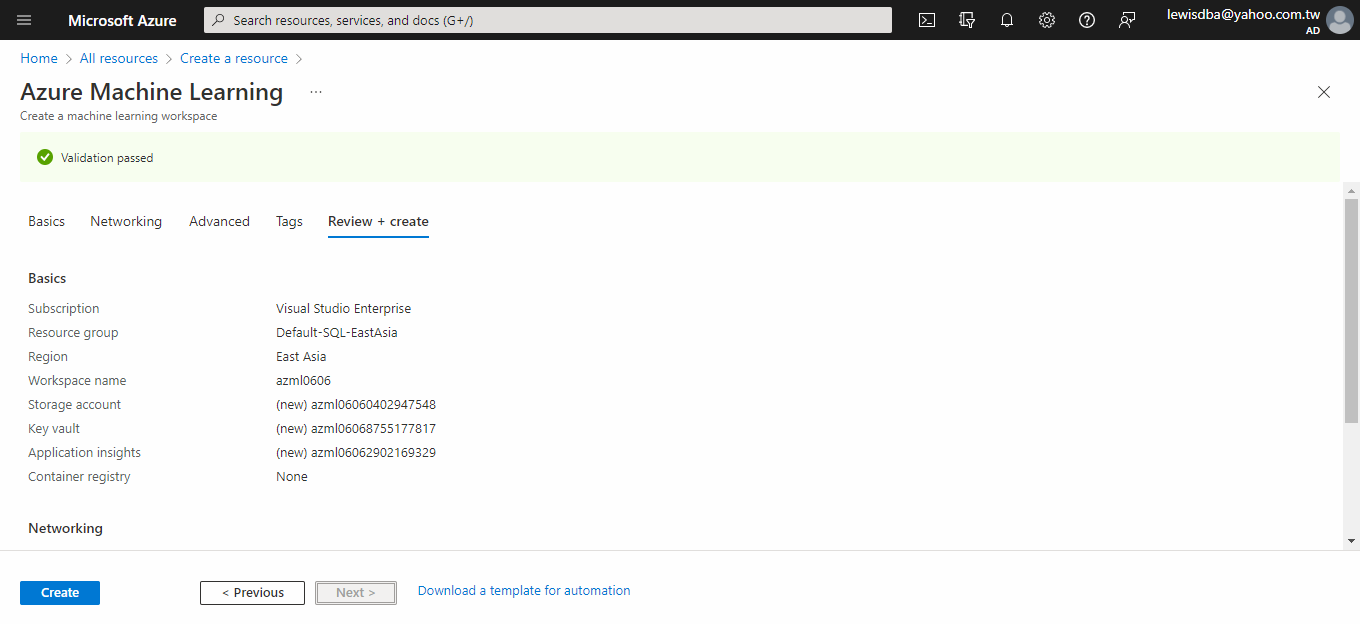 Microsoft Azure
Search resources, services, and docs (G+/)
lewisdba@yahoo.com.tw
AD
Home > All resources > Create a resource >
Azure Machine Learning ...
Create a machine learning workspace
Validation passed
Basics Networking Advanced Tags Review + create
Basics
Subscription Visual Studio Enterprise
Resource group Default-SQL-EastAsia
Region East Asia
Workspace name azml0606
Storage account (new) azml06060402947548
Key vault (new) azml06068755177817
Application insights (new) azml06062902169329
Container registry None
Networking
Create < Previous Next > Download a template for automation